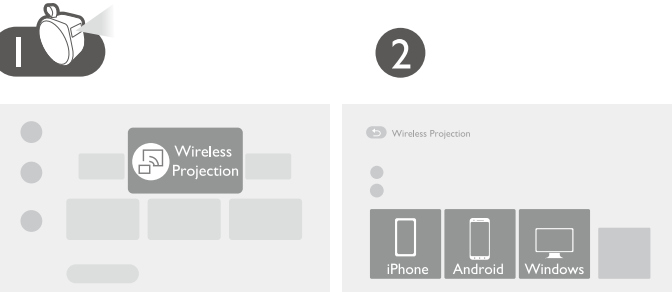 1
2
Wireless
Projection
Wireless Projection
iPhone
Android
Windows